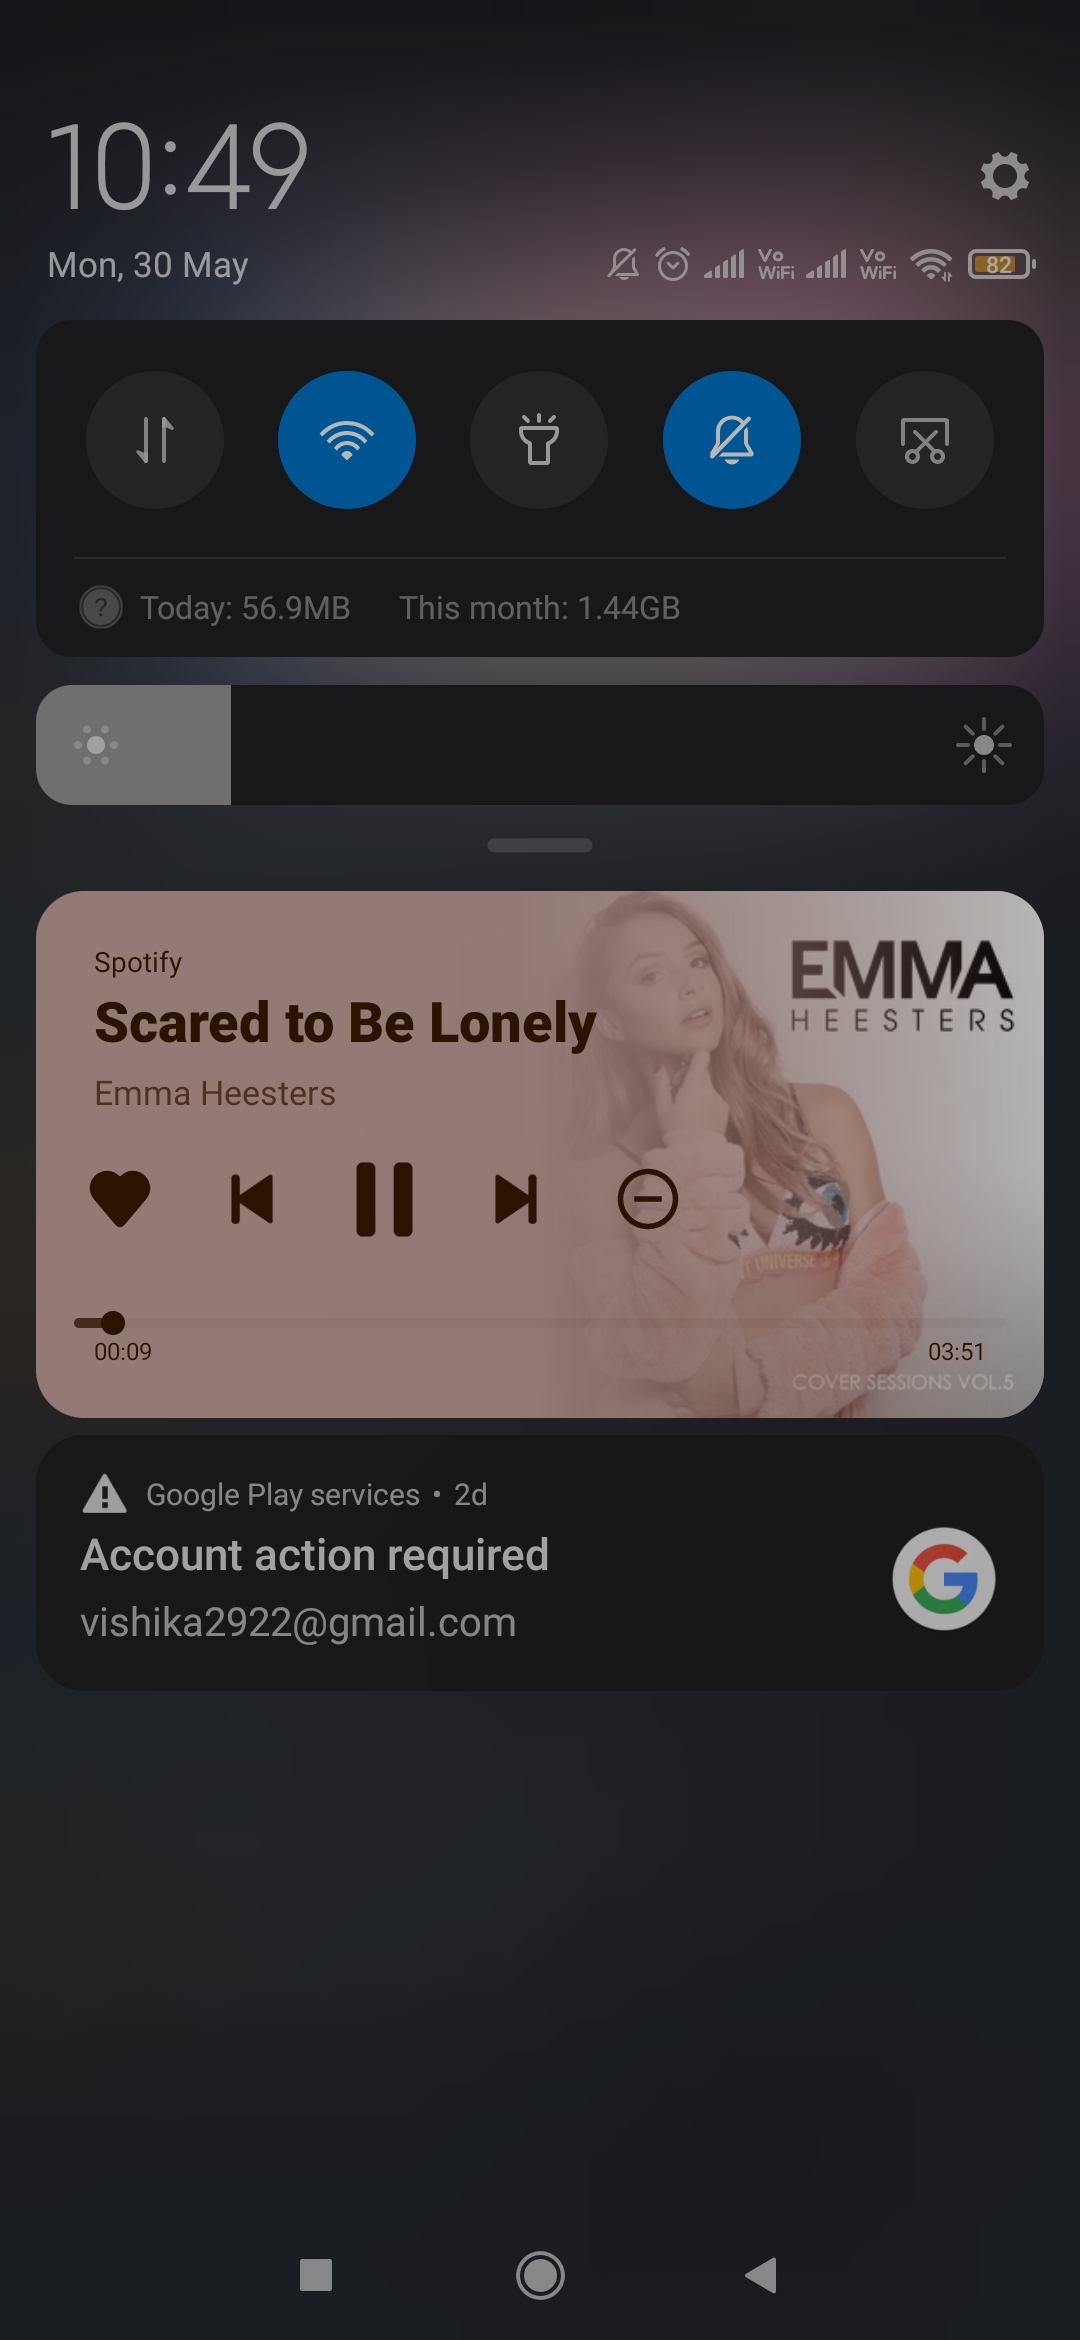 10:49
Mon, 30 May
Vo WiFi Vo WiFi 82
? Today: 56.9MB This month: 1.44GB
Spotify
Scared to Be Lonely
Emma Heesters
EMMA
HEESTERS
T UNIVERSE
00:09 03:51
COVER SESSIONS VOL.5
Google Play services • 2d
Account action required
vishika2922@gmail.com
G